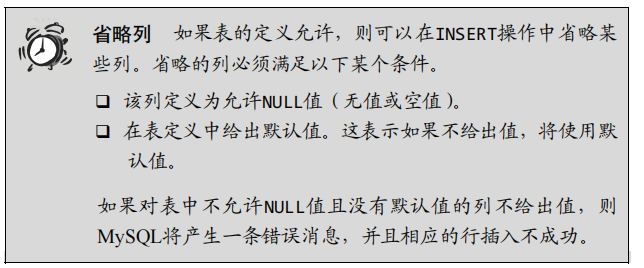 省略列 如果表的定义允许，则可以在INSERT操作中省略某
些列。省略的列必须满足以下某个条件。
❑ 该列定义为允许NULL值（无值或空值）。
❑ 在表定义中给出默认值。这表示如果不给出值，将使用默
认值。
如果对表中不允许NULL值且没有默认值的列不给出值，则
MySQL将产生一条错误消息，并且相应的行插入不成功。